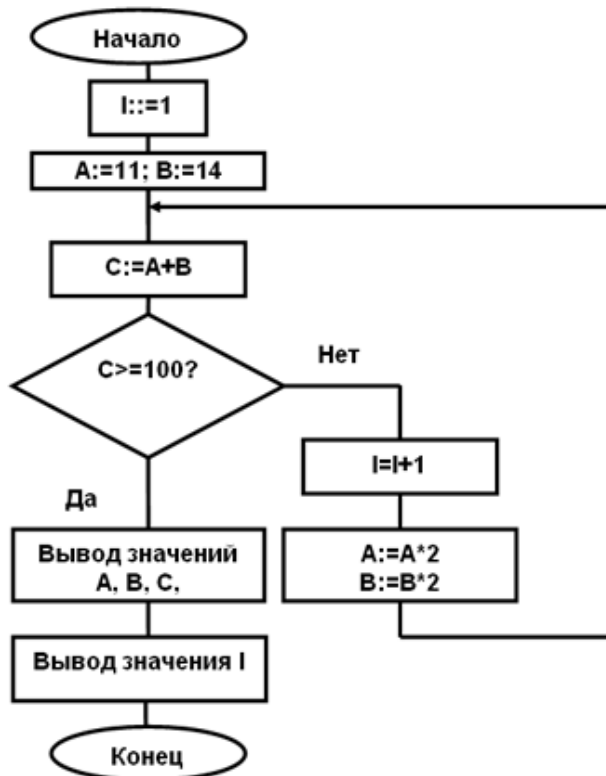 Начало
I::=1
A:=11; B:=14
C:=A+B
C>=100?
Нет
I=I+1
Да
A:=A*2
B:=B*2
Вывод значений
A, B, C,
Вывод значения I
Конец